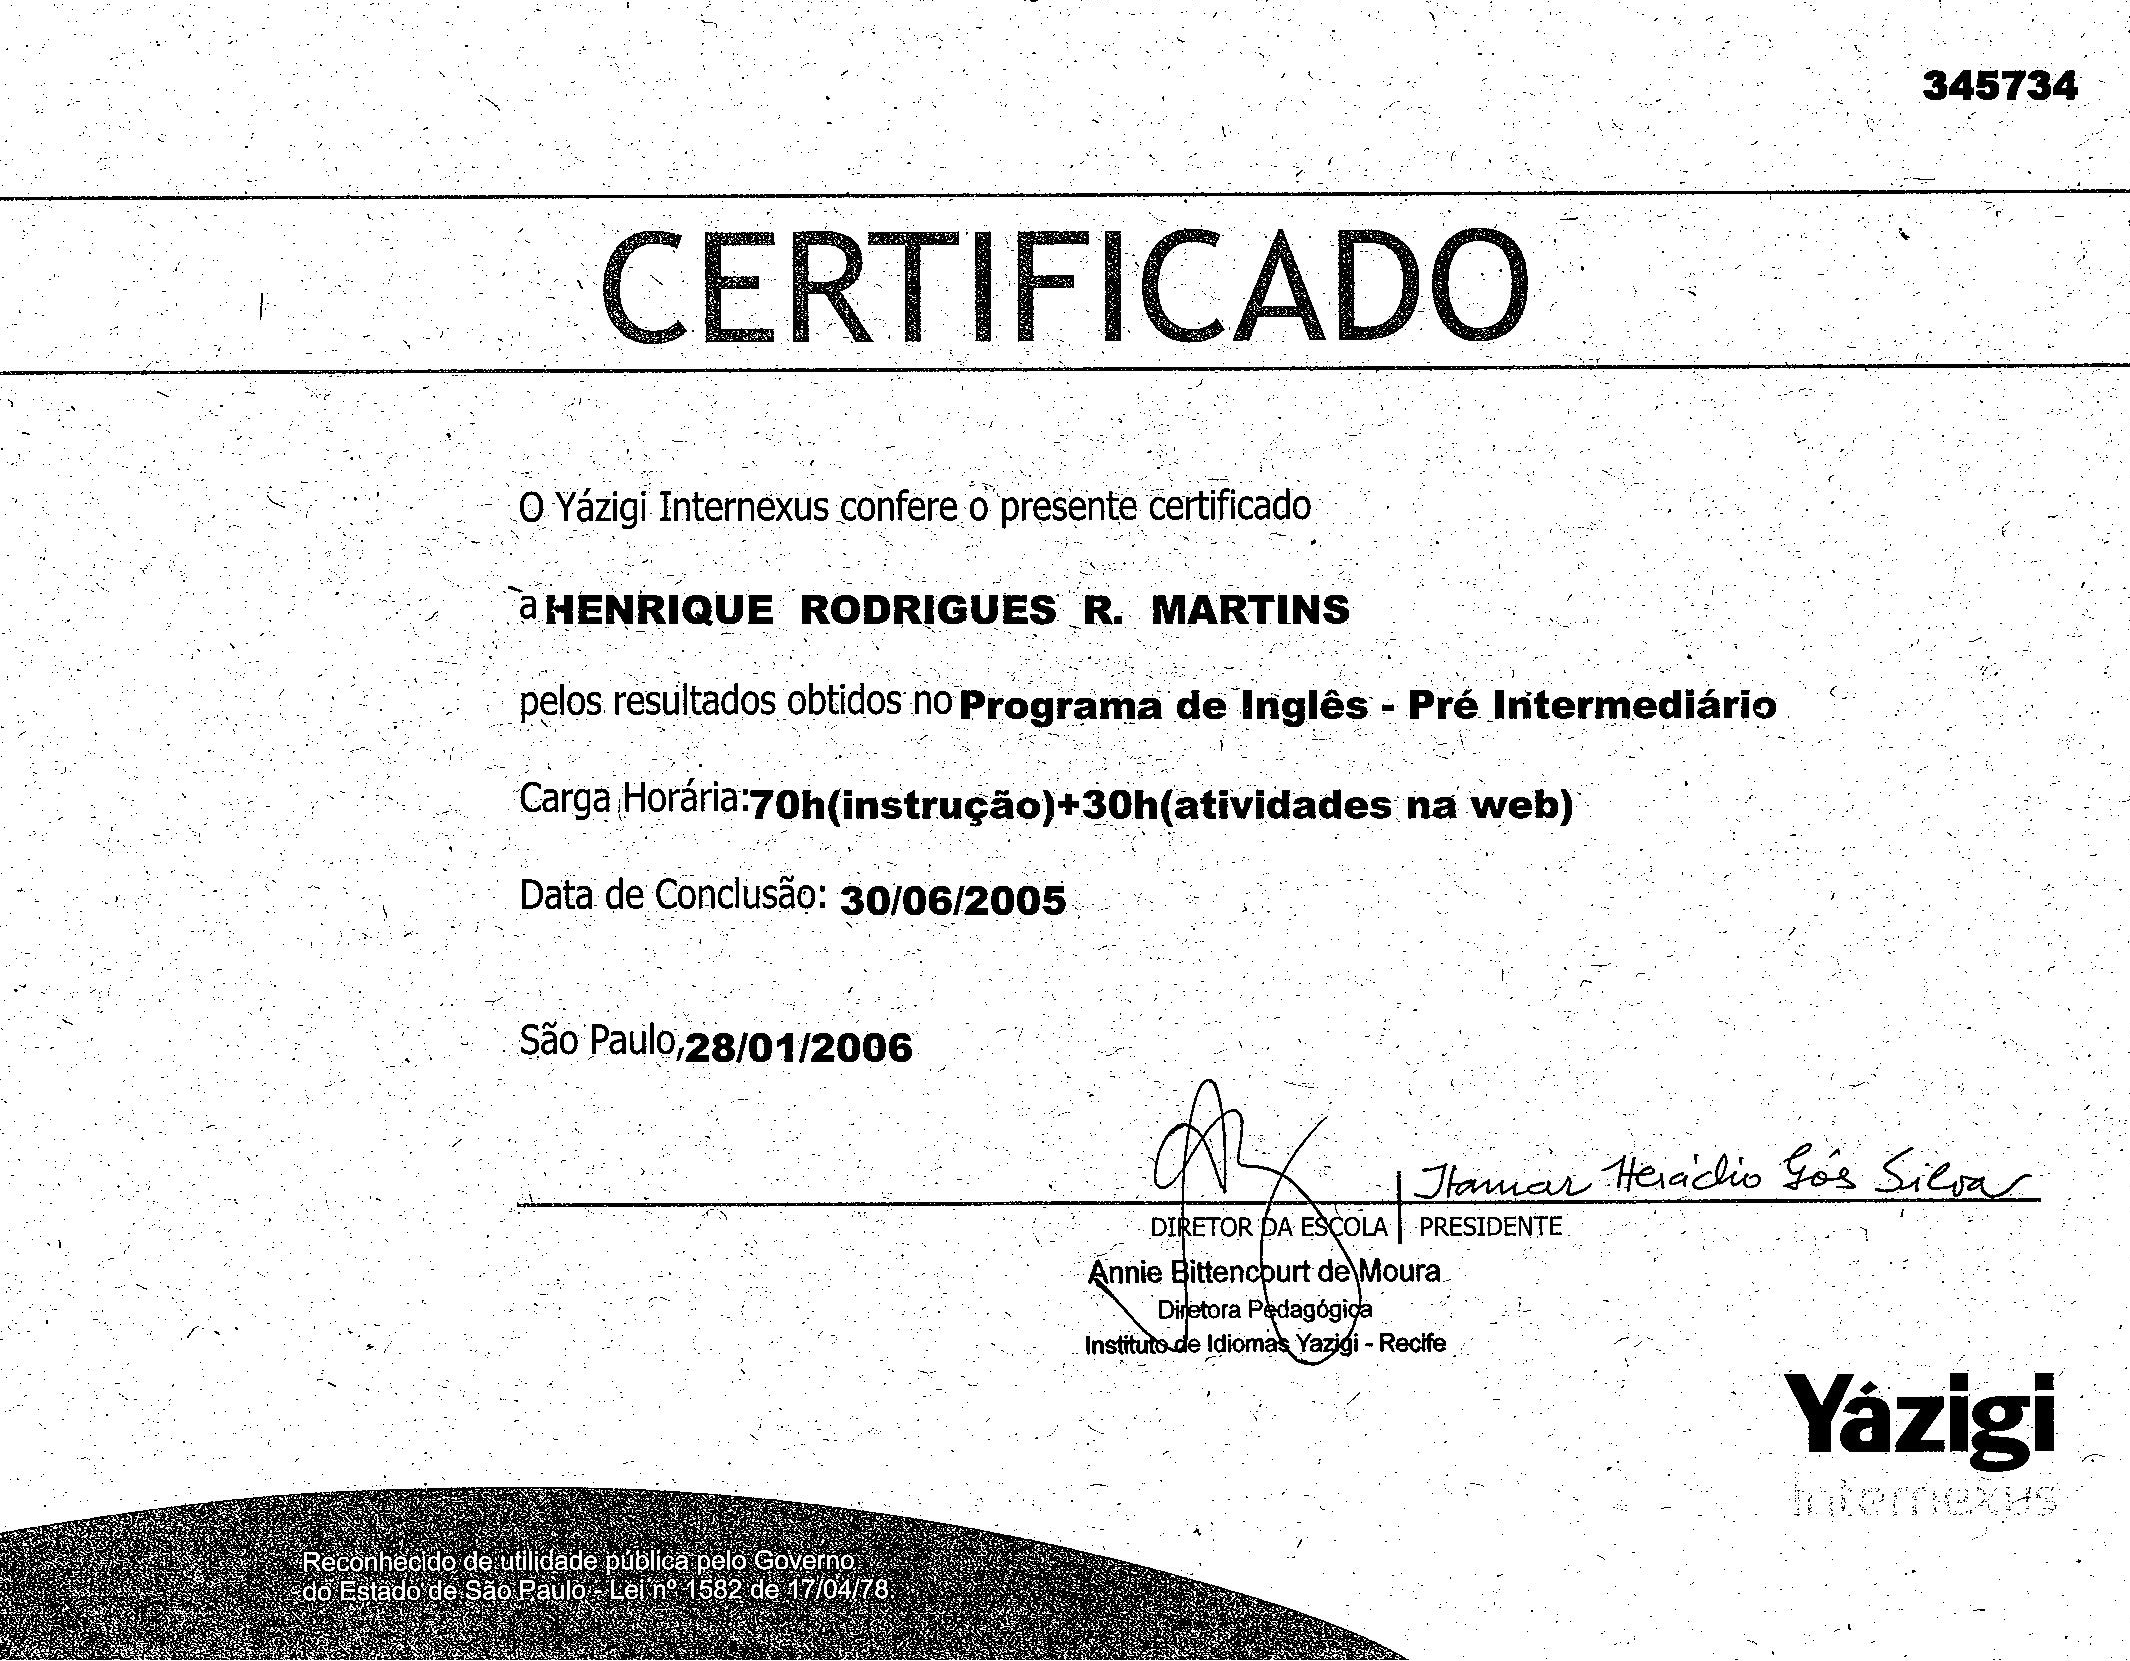 345734
CERTIFICADO
O Yázigi Internexus confere o presente certificado
a HENRIQUE RODRIGUES R. MARTINS
pelos resultados obtidos no Programa de Inglês - Pré Intermediário
Carga Horária:70h(instrução)+30h(atividades na web)
Data de Conclusão: 30/06/2005
São Paulo,28/01/2006
Itamar Heráclio Góes Silva
DIRETOR DA ESCOLA | PRESIDENTE
Annie Bittencourt de Moura
Diretora Pedagógica
Instituto de Idiomas Yazigi - Recife
Yázigi
Internexus
Reconhecido de utilidade pública pelo Governo
do Estado de São Paulo - Lei nº 1582 de 17/04/78